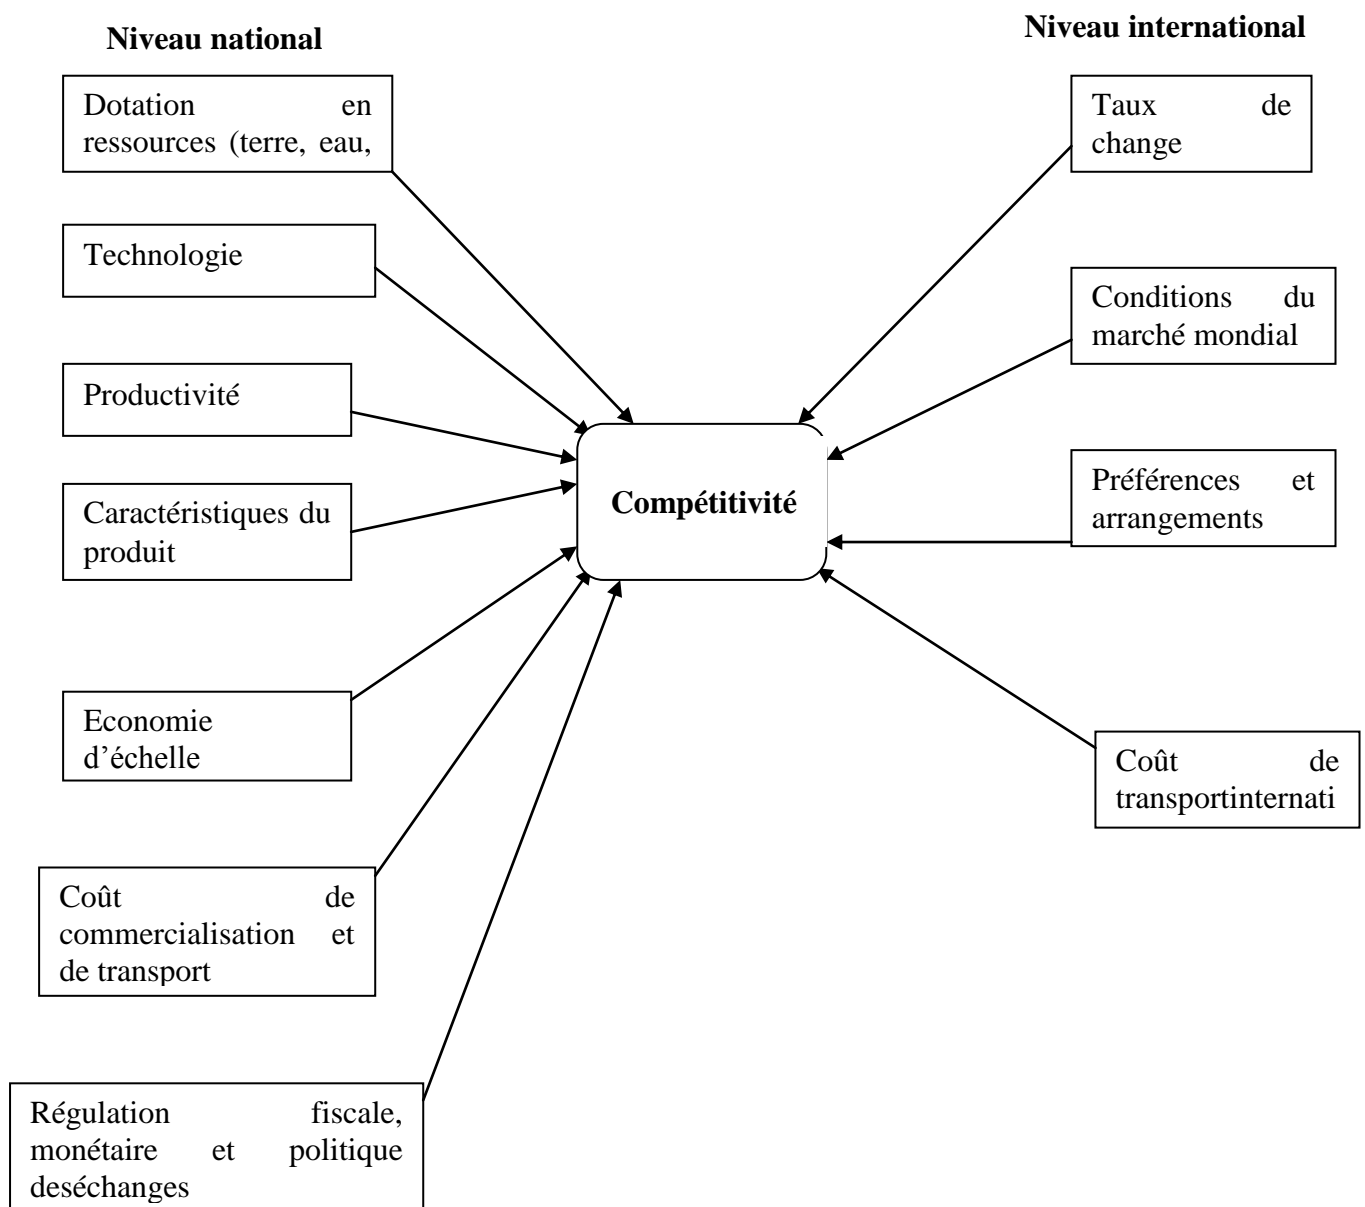 Niveau national
Dotation en
ressources (terre, eau,
Technologie
Productivité
Caractéristiques du
produit
Economie
d’échelle
Coût de
commercialisation et
de transport
Régulation fiscale,
monétaire et politique
deséchanges
Compétitivité
Niveau international
Taux de
change
Conditions du
marché mondial
Préférences et
arrangements
Coût de
transportinternati